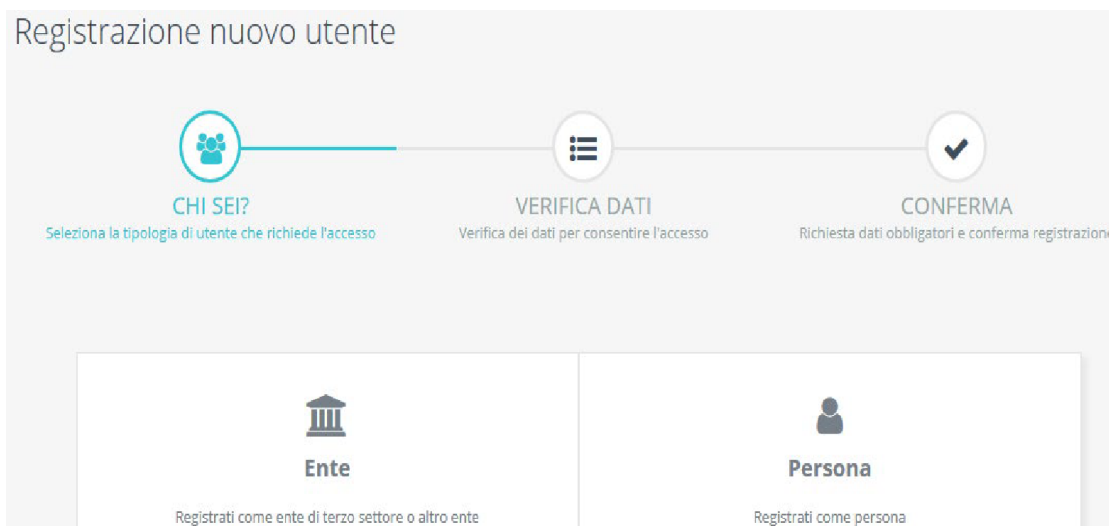 Registrazione nuovo utente
CHI SEI?
Seleziona la tipologia di utente che richiede l'accesso
VERIFICA DATI
Verifica dei dati per consentire l'accesso
CONFERMA
Richiesta dati obbligatori e conferma registrazione
Ente
Registrati come ente di terzo settore o altro ente
Persona
Registrati come persona